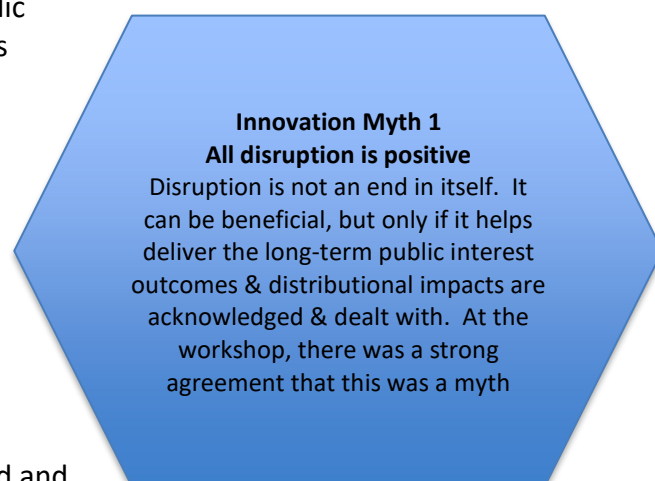 lic
s
Innovation Myth 1
All disruption is positive
Disruption is not an end in itself.  It
can be beneficial, but only if it helps
deliver the long-term public interest
outcomes & distributional impacts are
acknowledged & dealt with.  At the
workshop, there was a strong
agreement that this was a myth
d and